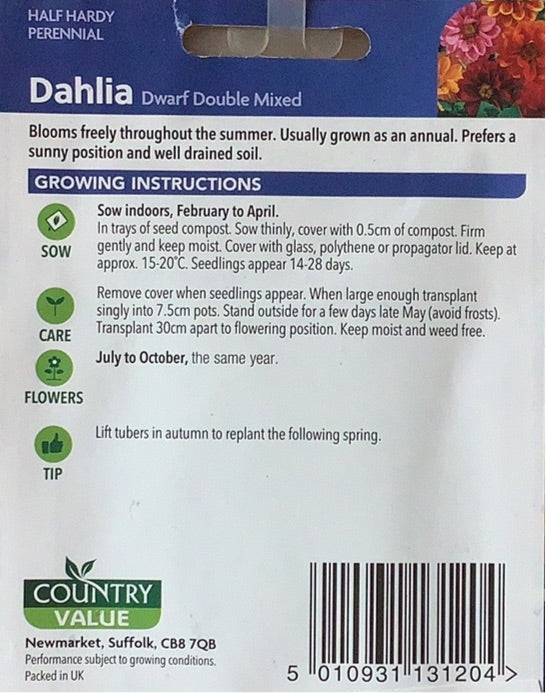 HALF HARDY
PERENNIAL
Dahlia Dwarf Double Mixed
Blooms freely throughout the summer. Usually grown as an annual. Prefers a
sunny position and well drained soil.
GROWING INSTRUCTIONS
SOW
Sow indoors, February to April.
In trays of seed compost. Sow thinly, cover with 0.5cm of compost. Firm
gently and keep moist. Cover with glass, polythene or propagator lid. Keep at
approx. 15-20°C. Seedlings appear 14-28 days.
CARE
Remove cover when seedlings appear. When large enough transplant
singly into 7.5cm pots. Stand outside for a few days late May (avoid frosts).
Transplant 30cm apart to flowering position. Keep moist and weed free.
FLOWERS
July to October, the same year.
TIP
Lift tubers in autumn to replant the following spring.
COUNTRY
VALUE
Newmarket, Suffolk, CB8 7QB
Performance subject to growing conditions.
Packed in UK
5 010931 131204 >